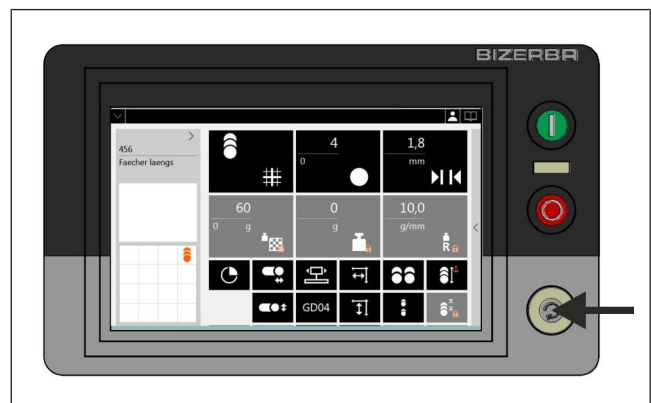 BIZERBA
456
Faecher laengs
4
0
1,8
mm
60
0 g
0
g
10,0
g/mm
R
GD04